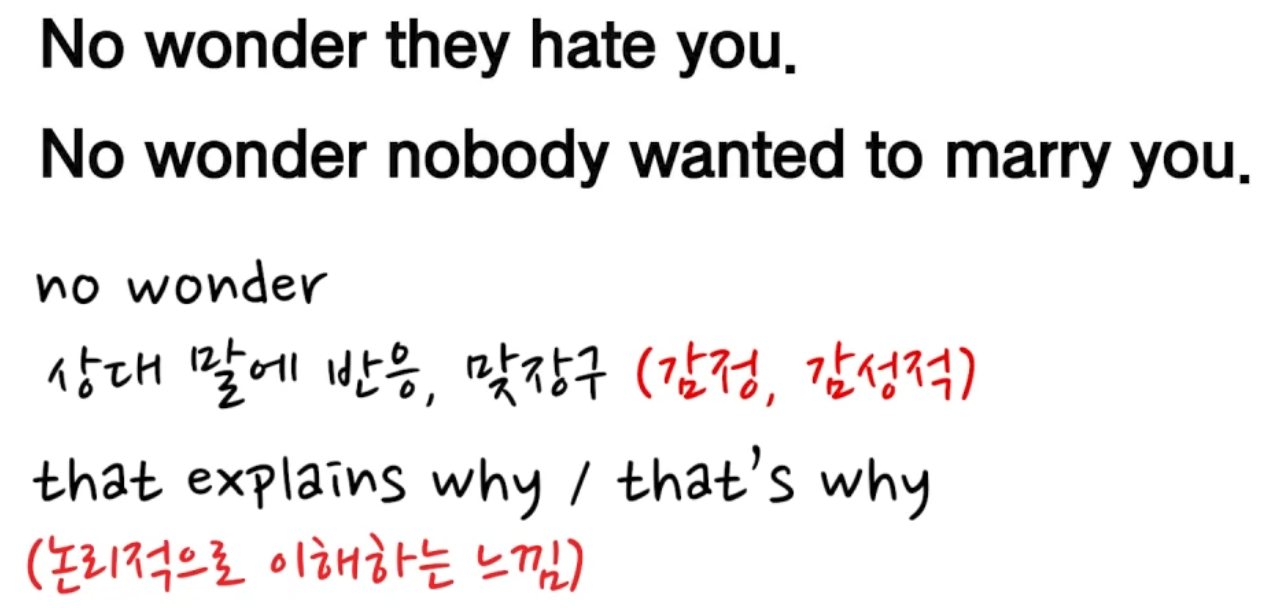 No wonder they hate you.
No wonder nobody wanted to marry you.
no wonder
상대 말에 반응, 맞장구 (감정, 감성적)
that explains why / that's why
(논리적으로 이해하는 느낌)